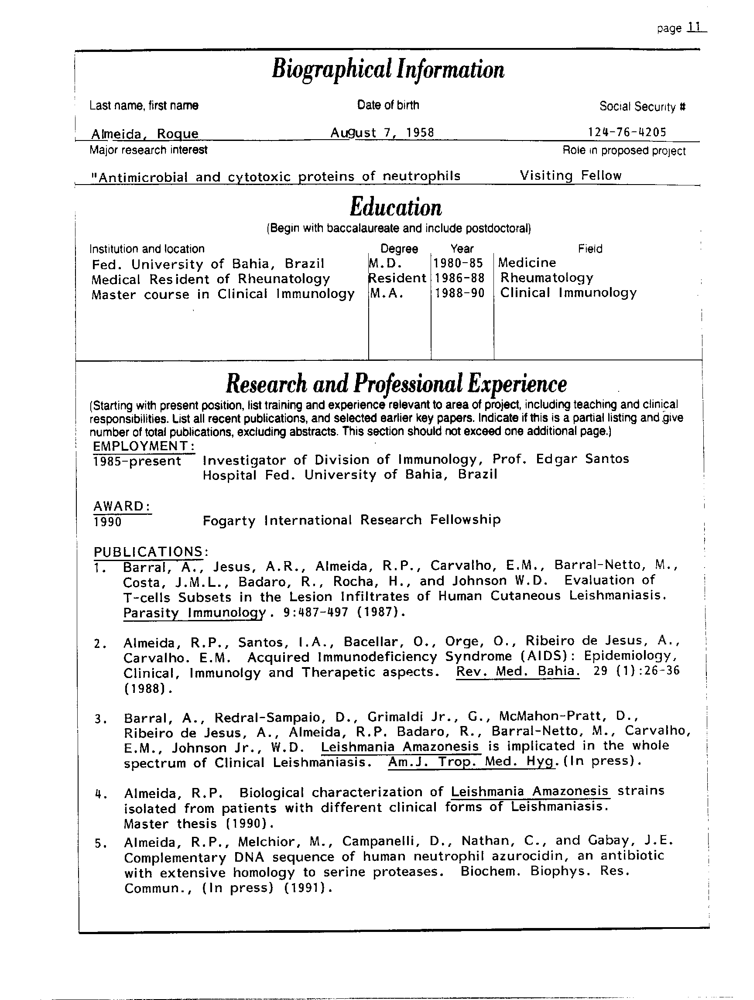 page 11
Biographical Information
Last name, first name Date of birth Social Security #
Almeida, Roque August 7, 1958 124-76-4205
Major research interest Role in proposed project
"Antimicrobial and cytotoxic proteins of neutrophils Visiting Fellow
Education
(Begin with baccalaureate and include postdoctoral)
Institution and location Degree Year Field
Fed. University of Bahia, Brazil M.D. 1980-85 Medicine
Medical Resident of Rheunatology Resident 1986-88 Rheumatology
Master course in Clinical Immunology M.A. 1988-90 Clinical Immunology
Research and Professional Experience
(Starting with present position, list training and experience relevant to area of project, including teaching and clinical
responsibilities. List all recent publications, and selected earlier key papers. Indicate if this is a partial listing and give
number of total publications, excluding abstracts. This section should not exceed one additional page.)
EMPLOYMENT:
1985-present Investigator of Division of Immunology, Prof. Edgar Santos
Hospital Fed. University of Bahia, Brazil
AWARD:
1990 Fogarty International Research Fellowship
PUBLICATIONS:
1. Barral, A., Jesus, A.R., Almeida, R.P., Carvalho, E.M., Barral-Netto, M.,
Costa, J.M.L., Badaro, R., Rocha, H., and Johnson W.D. Evaluation of
T-cells Subsets in the Lesion Infiltrates of Human Cutaneous Leishmaniasis.
Parasity Immunology. 9:487-497 (1987).
2. Almeida, R.P., Santos, I.A., Bacellar, O., Orge, O., Ribeiro de Jesus, A.,
Carvalho. E.M. Acquired Immunodeficiency Syndrome (AIDS): Epidemiology,
Clinical, Immunolgy and Therapetic aspects. Rev. Med. Bahia. 29 (1):26-36
(1988).
3. Barral, A., Redral-Sampaio, D., Grimaldi Jr., G., McMahon-Pratt, D.,
Ribeiro de Jesus, A., Almeida, R.P. Badaro, R., Barral-Netto, M., Carvalho,
E.M., Johnson Jr., W.D. Leishmania Amazonesis is implicated in the whole
spectrum of Clinical Leishmaniasis. Am.J. Trop. Med. Hyg. (In press).
4. Almeida, R.P. Biological characterization of Leishmania Amazonesis strains
isolated from patients with different clinical forms of Leishmaniasis.
Master thesis (1990).
5. Almeida, R.P., Melchior, M., Campanelli, D., Nathan, C., and Gabay, J.E.
Complementary DNA sequence of human neutrophil azurocidin, an antibiotic
with extensive homology to serine proteases. Biochem. Biophys. Res.
Commun., (In press) (1991).